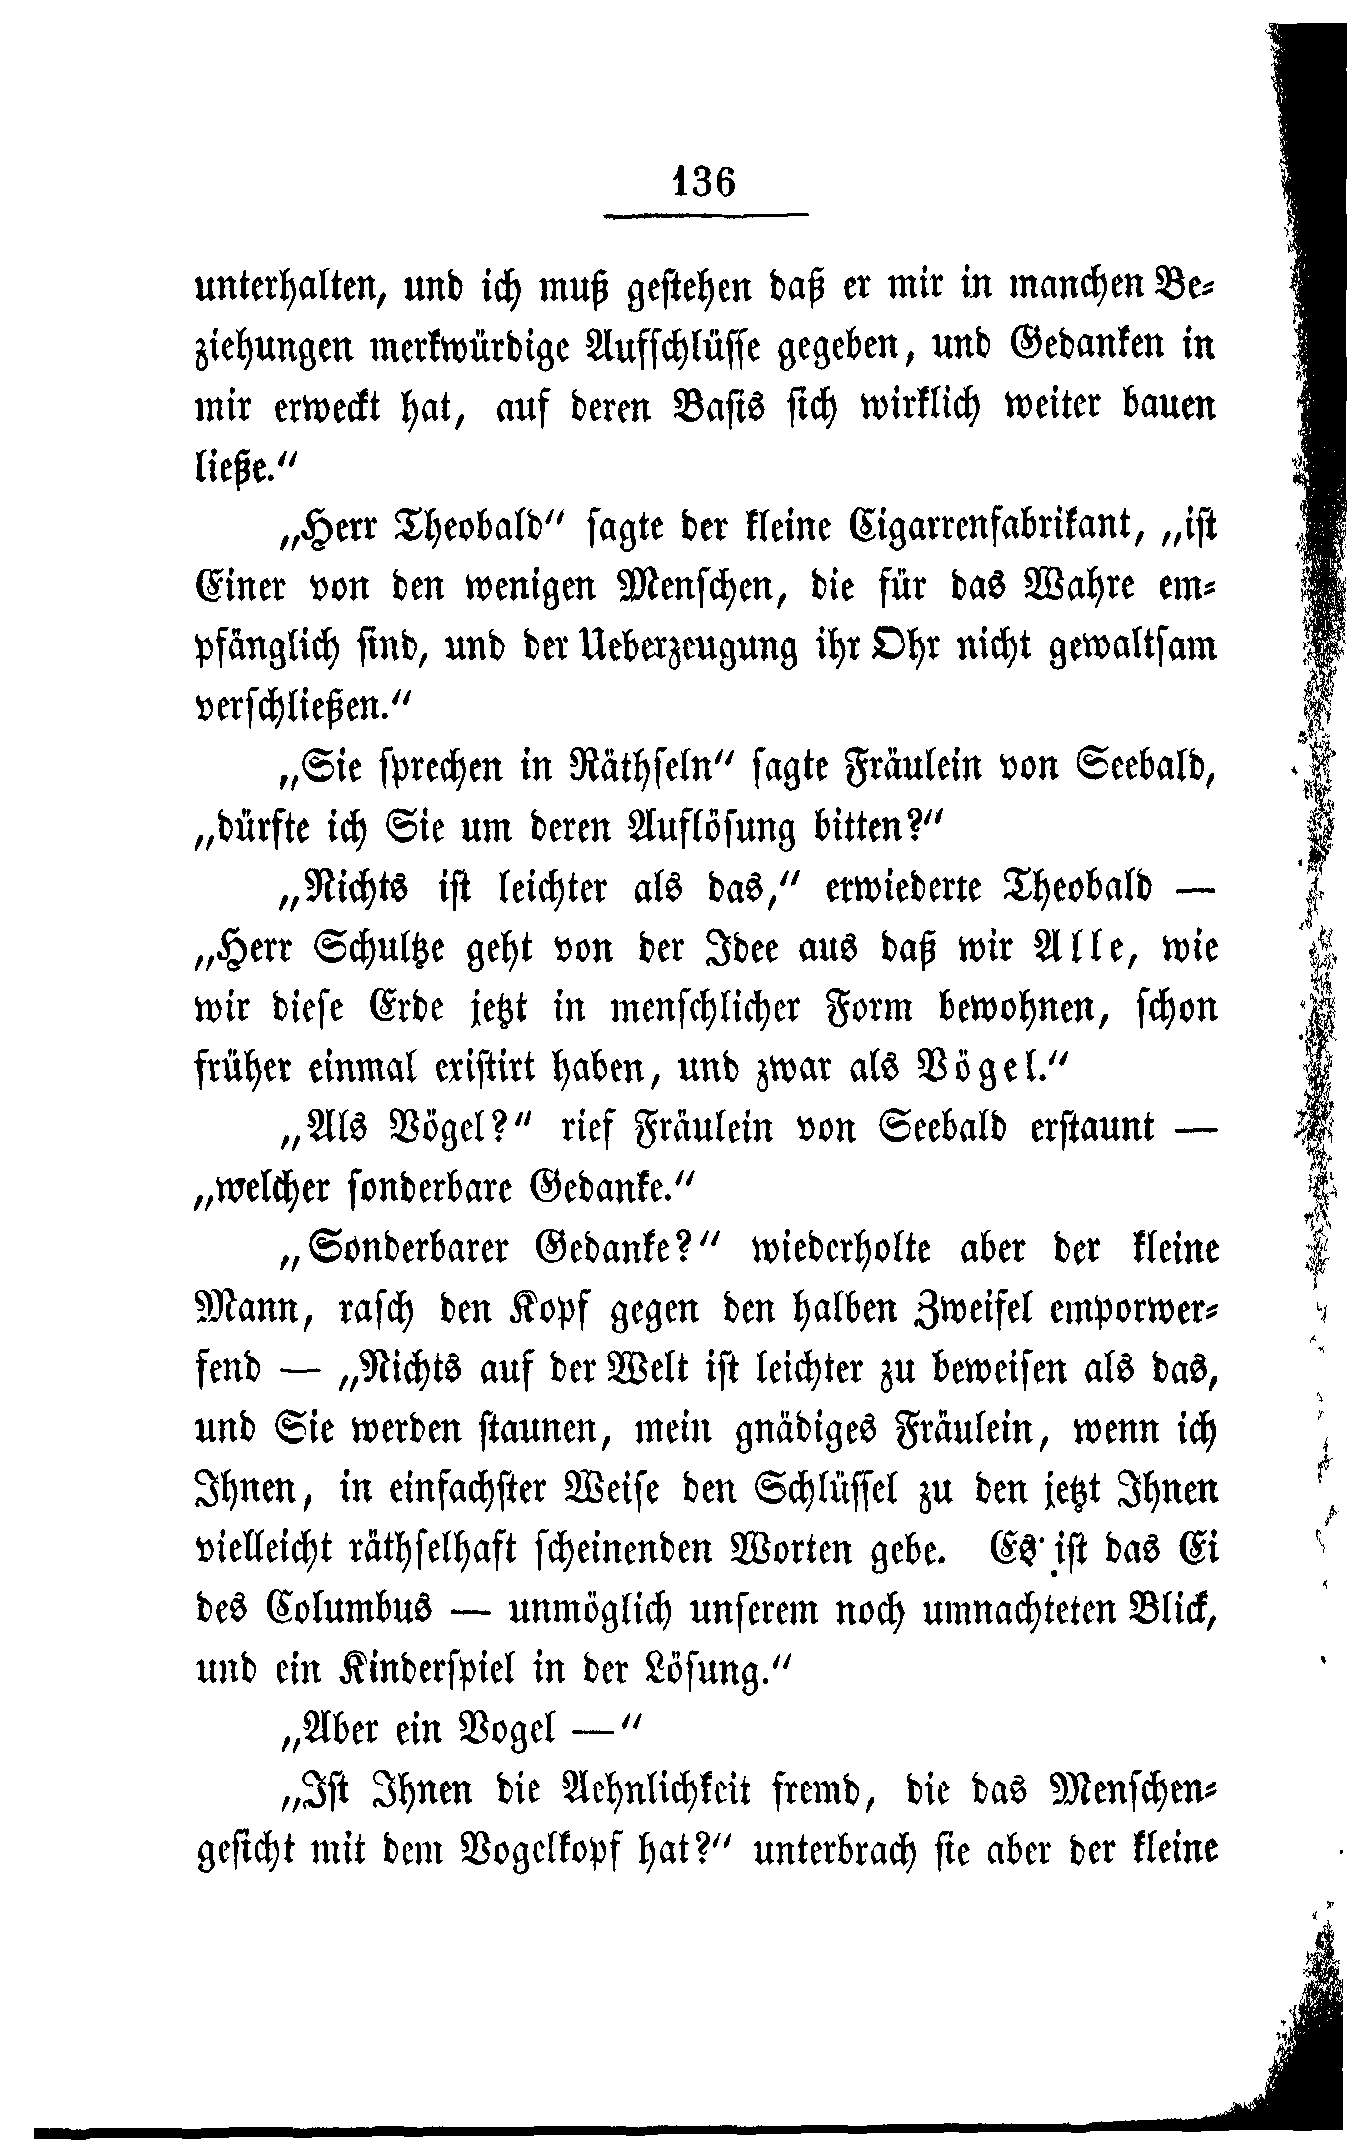 136
unterhalten, und ich muß gestehen daß er mir in manchen Be-
ziehungen merkwürdige Aufschlüsse gegeben, und Gedanken in
mir erweckt hat, auf deren Basis sich wirklich weiter bauen
ließe.“
„Herr Theobald“ sagte der kleine Cigarrenfabrikant, „ist
Einer von den wenigen Menschen, die für das Wahre em-
pfänglich sind, und der Ueberzeugung ihr Ohr nicht gewaltsam
verschließen.“
„Sie sprechen in Räthseln“ sagte Fräulein von Seebald,
„dürfte ich Sie um deren Auflösung bitten?“
„Nichts ist leichter als das,“ erwiederte Theobald —
„Herr Schultze geht von der Idee aus daß wir Alle, wie
wir diese Erde jetzt in menschlicher Form bewohnen, schon
früher einmal existirt haben, und zwar als Vögel.“
„Als Vögel?“ rief Fräulein von Seebald erstaunt —
„welcher sonderbare Gedanke.“
„Sonderbarer Gedanke?“ wiederholte aber der kleine
Mann, rasch den Kopf gegen den halben Zweifel emporwer-
fend — „Nichts auf der Welt ist leichter zu beweisen als das,
und Sie werden staunen, mein gnädiges Fräulein, wenn ich
Ihnen, in einfachster Weise den Schlüssel zu den jetzt Ihnen
vielleicht räthselhaft scheinenden Worten gebe. Es ist das Ei
des Columbus — unmöglich unserem noch umnachteten Blick,
und ein Kinderspiel in der Lösung.“
„Aber ein Vogel —“
„Ist Ihnen die Aehnlichkeit fremd, die das Menschen-
gesicht mit dem Vogelkopf hat?“ unterbrach sie aber der kleine